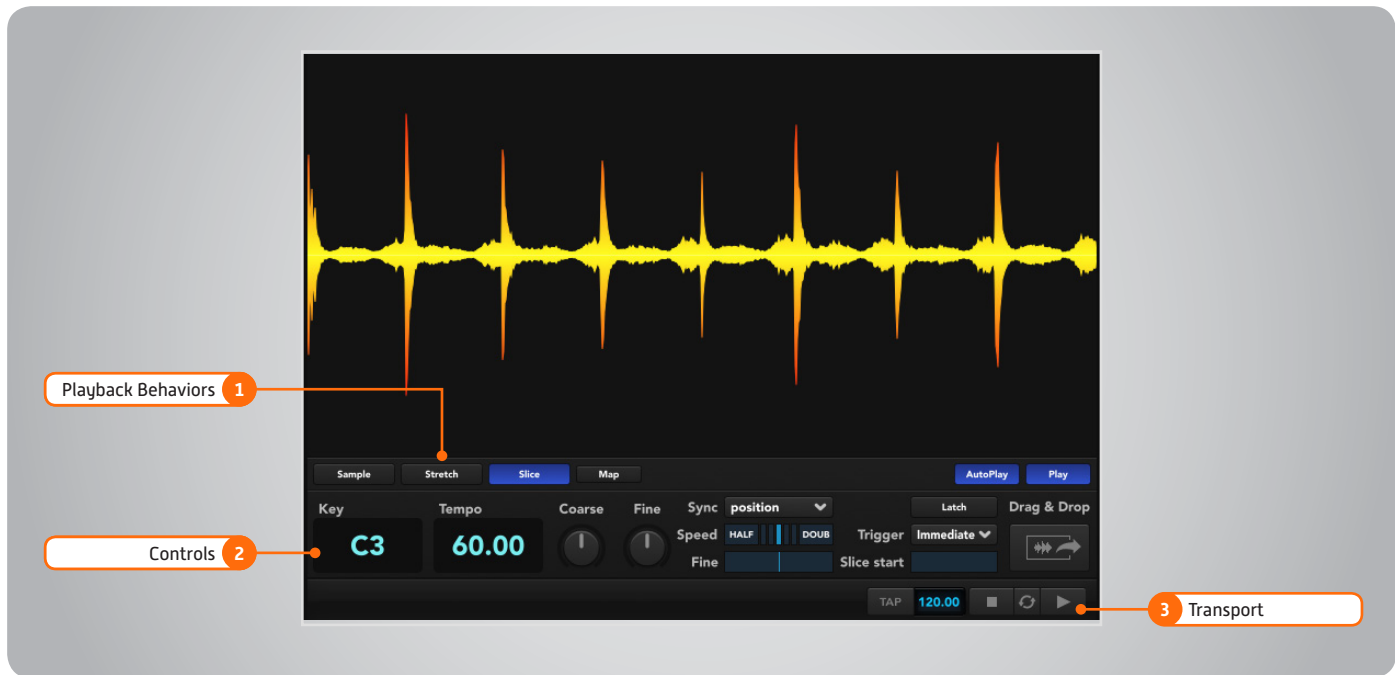 Playback Behaviors 1
Sample Stretch Slice Map AutoPlay Play
Key Tempo Coarse Fine Sync position Latch Drag & Drop
C3 60.00 Speed HALF DOUB Trigger Immediate
Controls 2
Fine Slice start
TAP 120.00
3 Transport